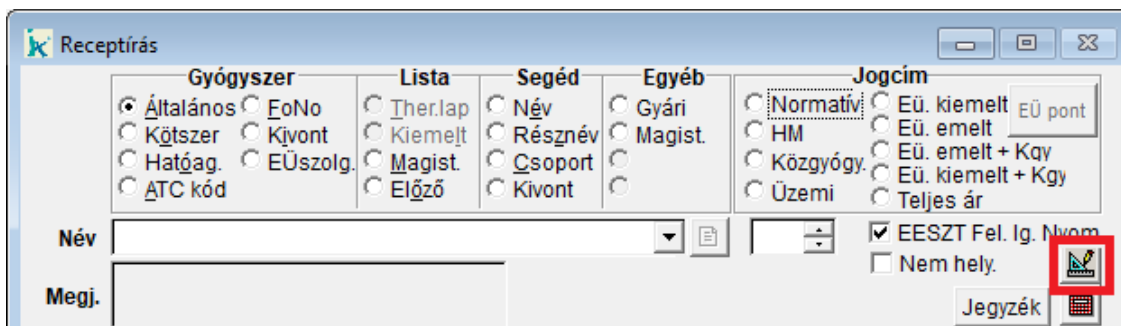 Receptírás
Gyógyszer Lista Segéd Egyéb Jogcím
Általános FoNo Ther.lap Név Gyári Normatív Eü. kiemelt EÜ pont
Kötszer Kivont Kiemelt Résznév Magist. HM Eü. emelt
Hatóag. EÜszolg. Magist. Csoport Közgyógy. Eü. emelt + Kgy
ATC kód Előző Kivont Üzemi Eü. kiemelt + Kgy
Teljes ár
Név EESZT Fel. Ig. Nyom
Nem hely.
Megj. Jegyzék